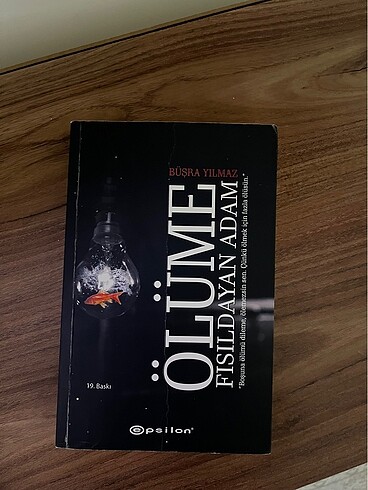 BÜŞRA YILMAZ
ÖLÜME
FISILDAYAN ADAM
"Boşuna ölümü dileme, ölemezsin sen. Çünkü ölmek için fazla ölüsün."
19. Baskı
epsilon®